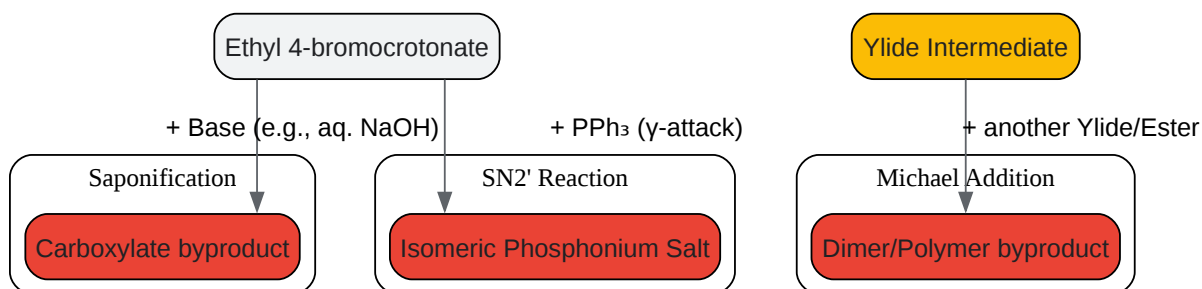 Ethyl 4-bromocrotonate
Ylide Intermediate
+ Base (e.g., aq. NaOH)
+ PPh₃ (γ-attack)
+ another Ylide/Ester
Saponification
SN2' Reaction
Michael Addition
Carboxylate byproduct
Isomeric Phosphonium Salt
Dimer/Polymer byproduct